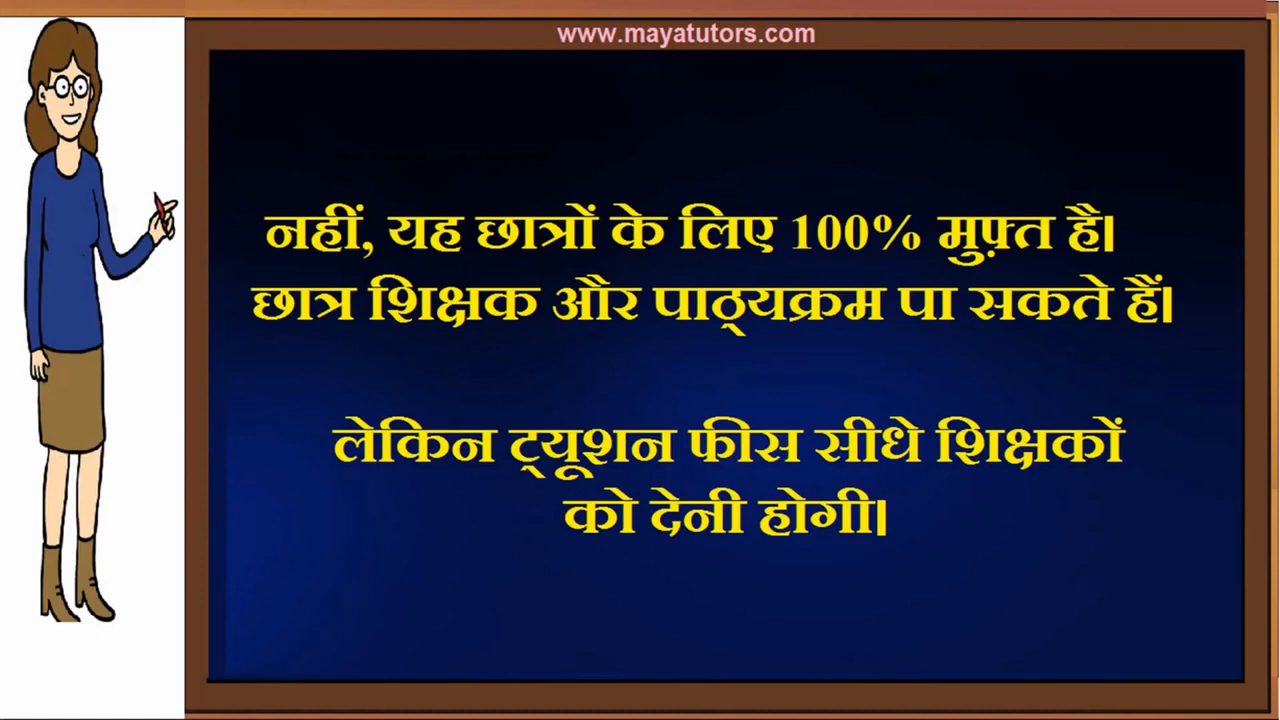 www.mayatutors.com
नहीं, यह छात्रों के लिए 100% मुफ़्त है।
छात्र शिक्षक और पाठ्यक्रम पा सकते हैं।
लेकिन ट्यूशन फीस सीधे शिक्षकों
को देनी होगी।